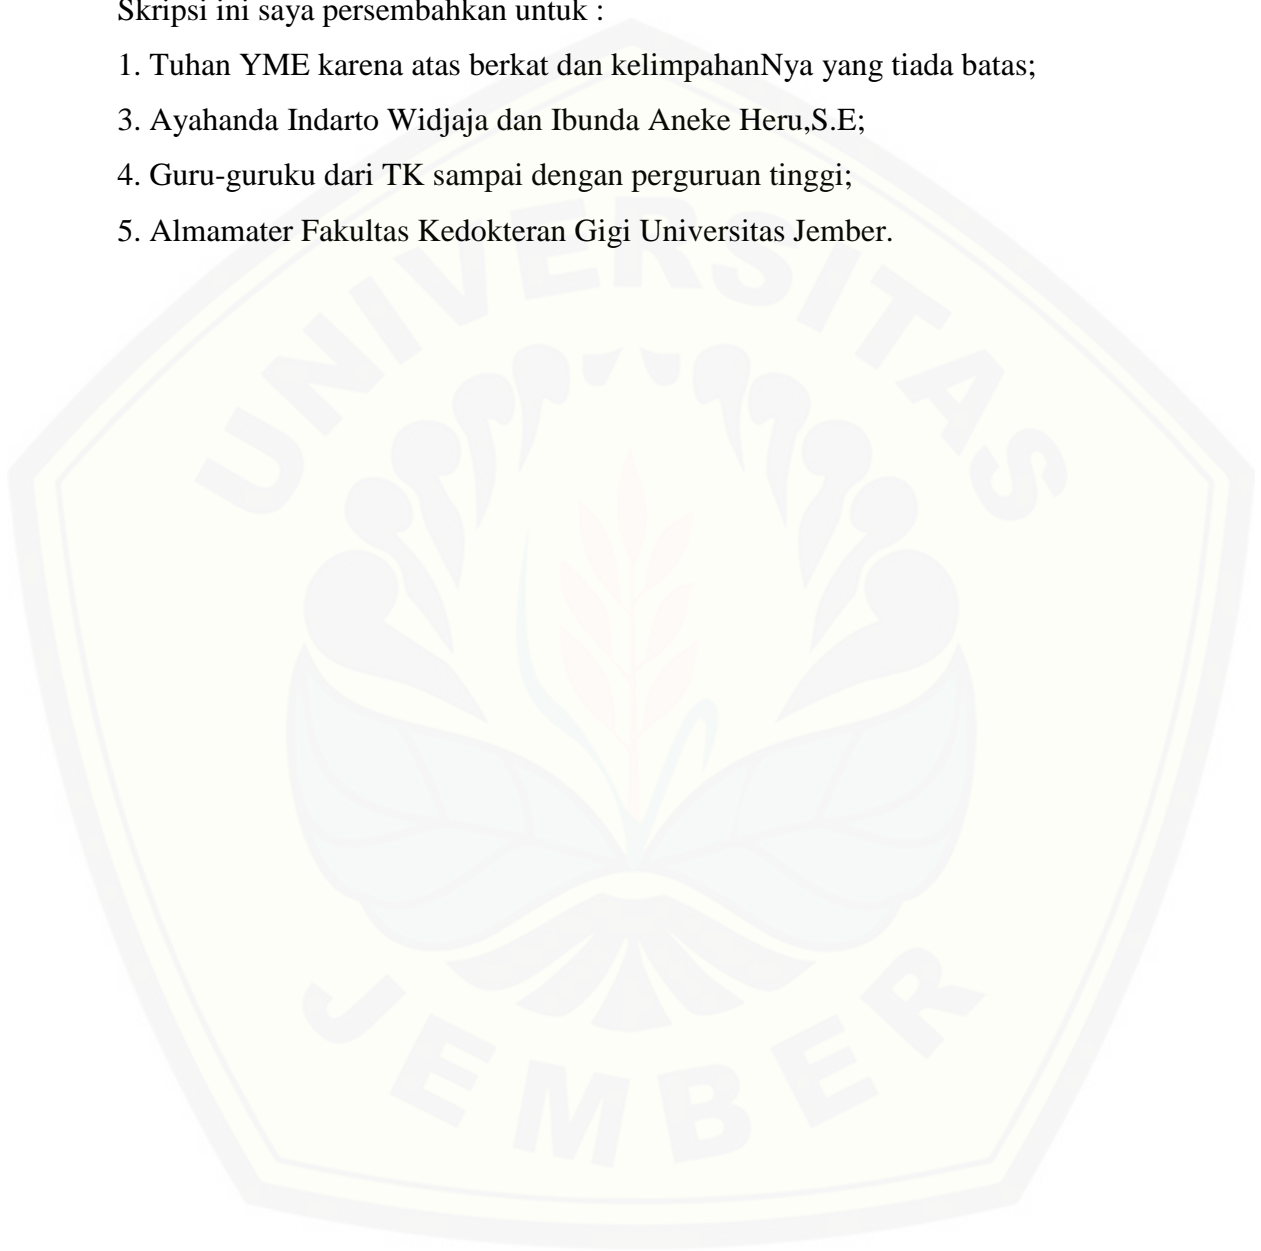 Skripsi ini saya persembahkan untuk :
1. Tuhan YME karena atas berkat dan kelimpahanNya yang tiada batas;
3. Ayahanda Indarto Widjaja dan Ibunda Aneke Heru,S.E;
4. Guru-guruku dari TK sampai dengan perguruan tinggi;
5. Almamater Fakultas Kedokteran Gigi Universitas Jember.
UNIVERSITAS
JEMBER